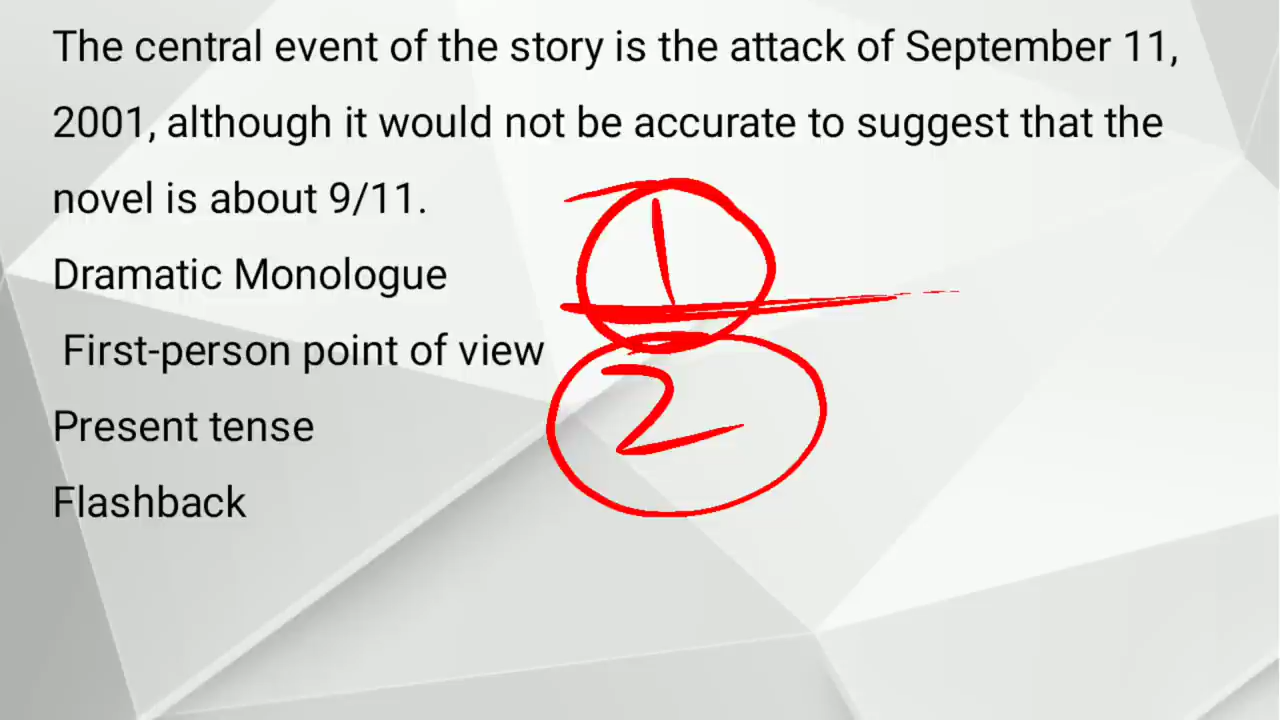 The central event of the story is the attack of September 11,
2001, although it would not be accurate to suggest that the
novel is about 9/11.
1
Dramatic Monologue
First-person point of view
2
Present tense
Flashback